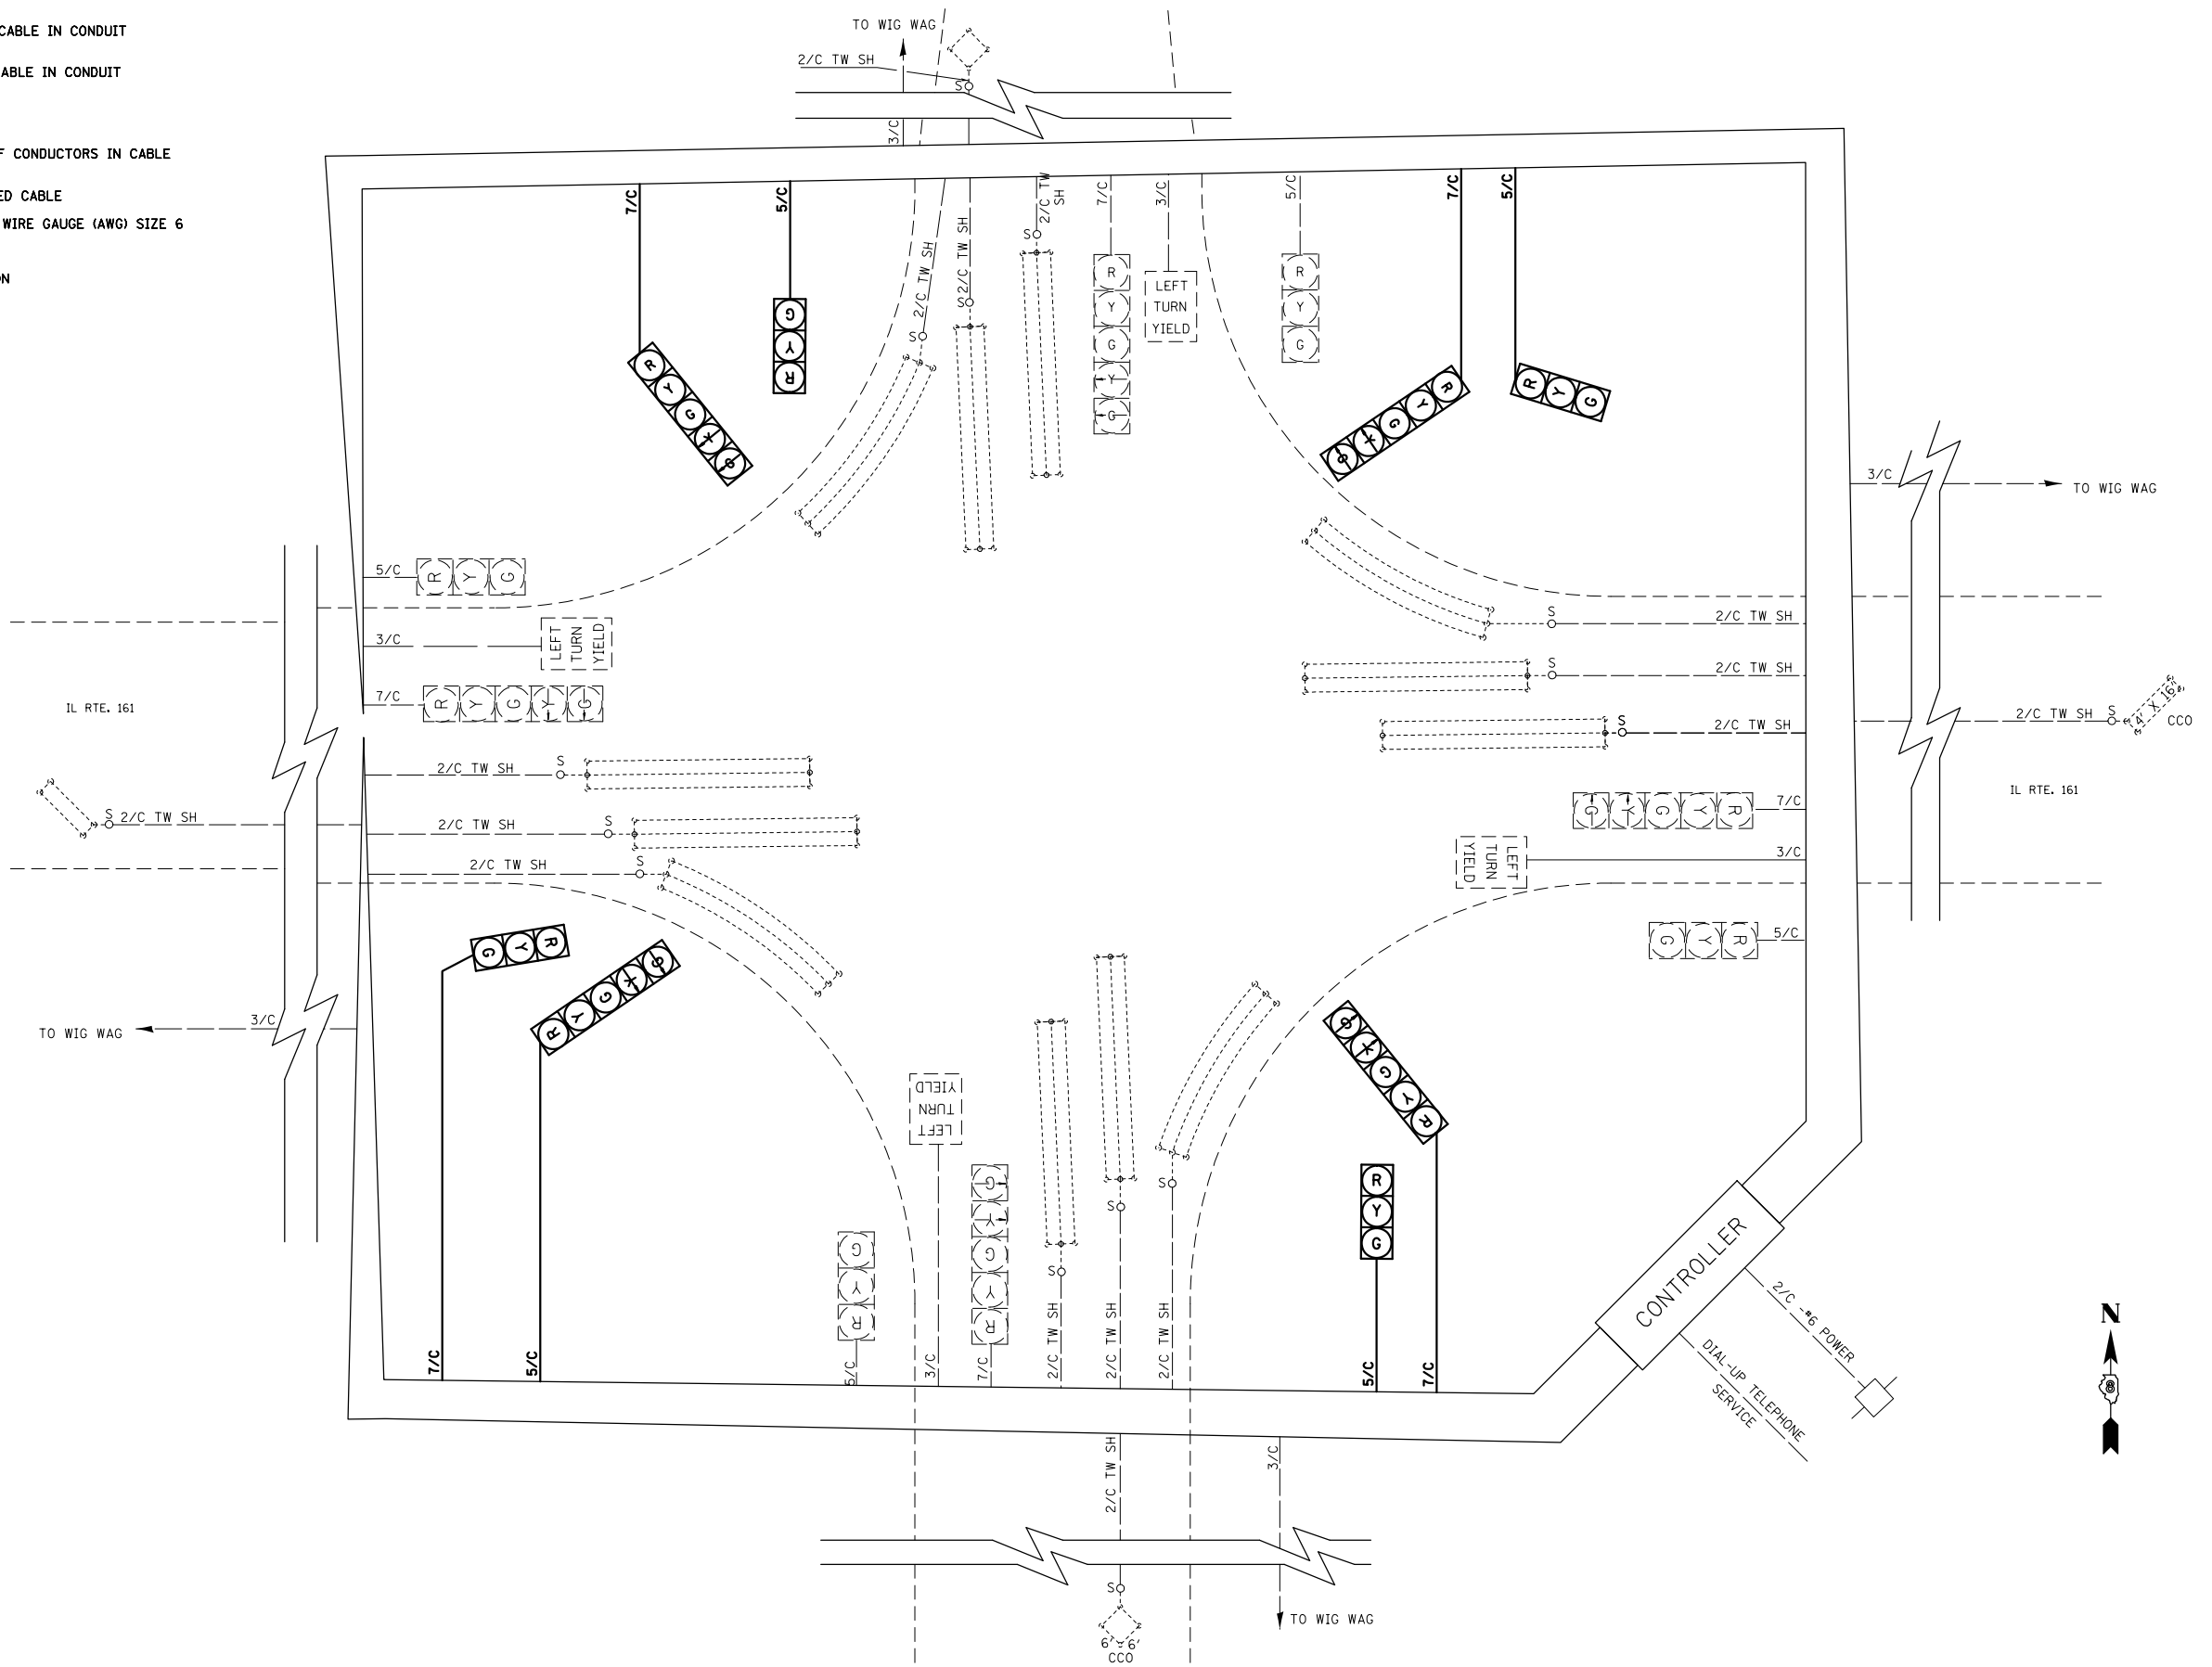 CABLE IN CONDUIT
ABLE IN CONDUIT
F CONDUCTORS IN CABLE
ED CABLE
WIRE GAUGE (AWG) SIZE 6
ON
TO WIG WAG
2/C TW SH
S
3/C
7/C
5/C
2/C TW SH
2/C TW SH
2/C TW
SH
7/C
3/C
5/C
7/C
5/C
S
S
S
R
Y
G
Y
G
LEFT
TURN
YIELD
R
Y
G
G
Y
R
R
Y
G
Y
G
R
Y
G
Y
G
R
Y
G
3/C
TO WIG WAG
5/C
R
Y
G
3/C
LEFT
TURN
YIELD
7/C
R
Y
G
Y
G
IL RTE. 161
S
2/C TW SH
S
2/C TW SH
S
2/C TW SH
2/C TW SH
S
4' X 16'
CCO
2/C TW SH
S
S
2/C TW SH
2/C TW SH
S
2/C TW SH
S
IL RTE. 161
G
Y
G
Y
R
7/C
LEFT
TURN
YIELD
3/C
G
Y
R
5/C
G
Y
R
R
Y
G
Y
G
TO WIG WAG
3/C
LEFT
TURN
YIELD
G
Y
G
Y
R
G
Y
R
S
S
S
G
Y
G
Y
R
R
Y
G
7/C
5/C
5/C
3/C
7/C
2/C TW SH
2/C TW SH
2/C TW SH
5/C
7/C
CONTROLLER
2/C -#6 POWER
DIAL-UP TELEPHONE
SERVICE
N
8
2/C TW SH
3/C
S
6' - 6'
CCO
TO WIG WAG